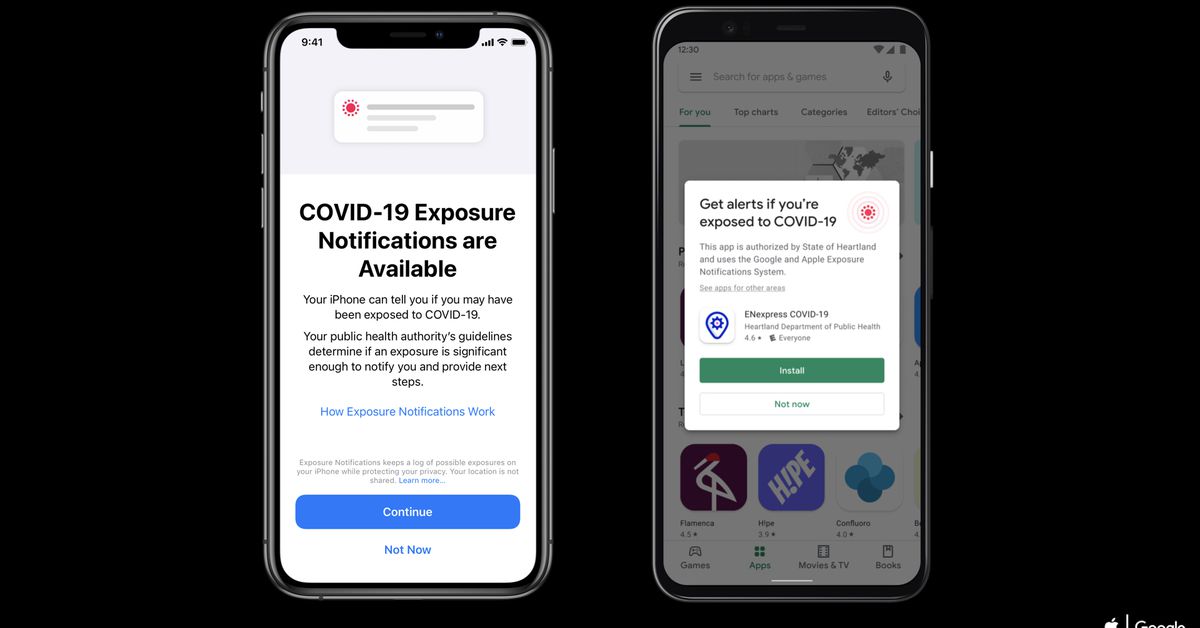 9:41
COVID-19 Exposure
Notifications are
Available
Your iPhone can tell you if you may have
been exposed to COVID-19.
Your public health authority's guidelines
determine if an exposure is significant
enough to notify you and provide next
steps.
How Exposure Notifications Work
Exposure Notifications keeps a log of possible exposures on
your iPhone while protecting your privacy. Your location is not
shared. Learn more...
Continue
Not Now
12:30
Search for apps & games
For you
Top charts
Categories
Editors' Choi
Get alerts if you're
exposed to COVID-19
This app is authorized by State of Heartland
and uses the Google and Apple Exposure
Notifications System.
See apps for other areas
ENexpress COVID-19
Heartland Department of Public Health
4.6 ★ Everyone
Install
Not now
H!PE
Flamenca
4.5 ★
H!pe
3.9 ★
Confluoro
4.0 ★
Games
Apps
Movies & TV
Books
Google